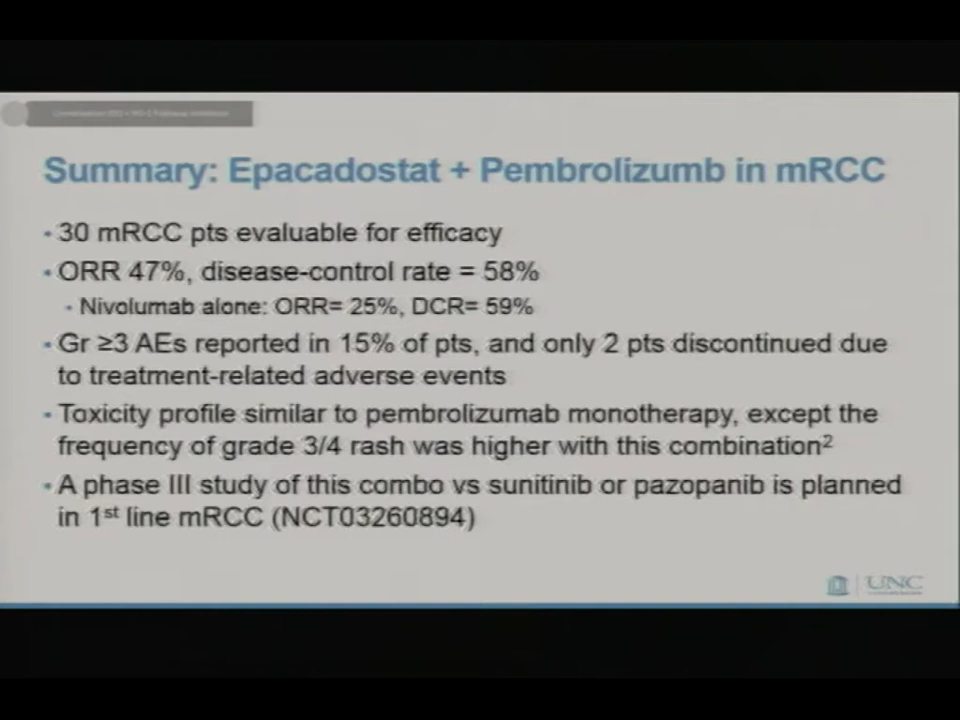 Summary: Epacadostat + Pembrolizumb in mRCC
30 mRCC pts evaluable for efficacy
ORR 47%, disease-control rate = 58%
Nivolumab alone: ORR= 25%, DCR= 59%
Gr ≥3 AEs reported in 15% of pts, and only 2 pts discontinued due
to treatment-related adverse events
Toxicity profile similar to pembrolizumab monotherapy, except the
frequency of grade 3/4 rash was higher with this combination²
A phase III study of this combo vs sunitinib or pazopanib is planned
in 1st line mRCC (NCT03260894)
UNC